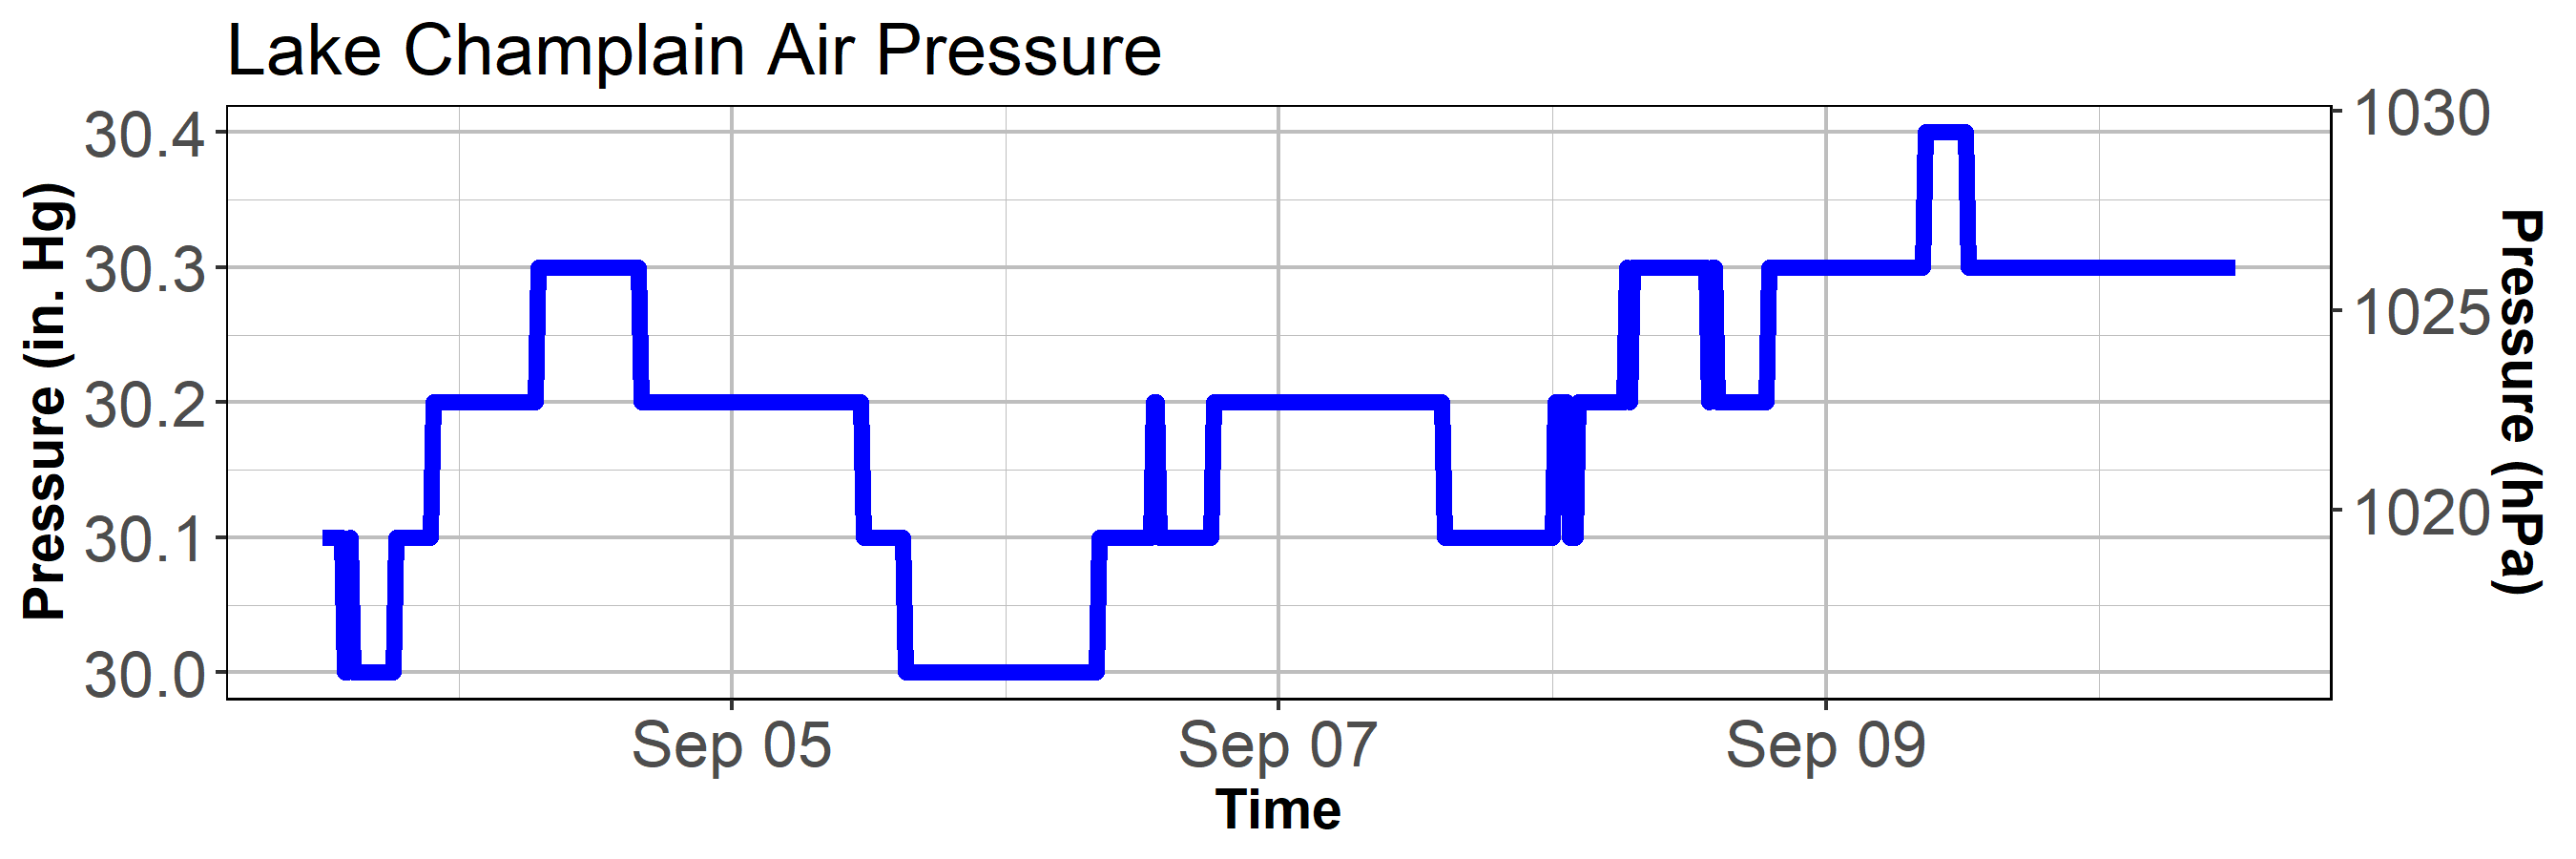 Lake Champlain Air Pressure
30.4
30.3
30.2
30.1
30.0
Pressure (in. Hg)
1030
1025
1020
Pressure (hPa)
Sep 05
Sep 07
Sep 09
Time